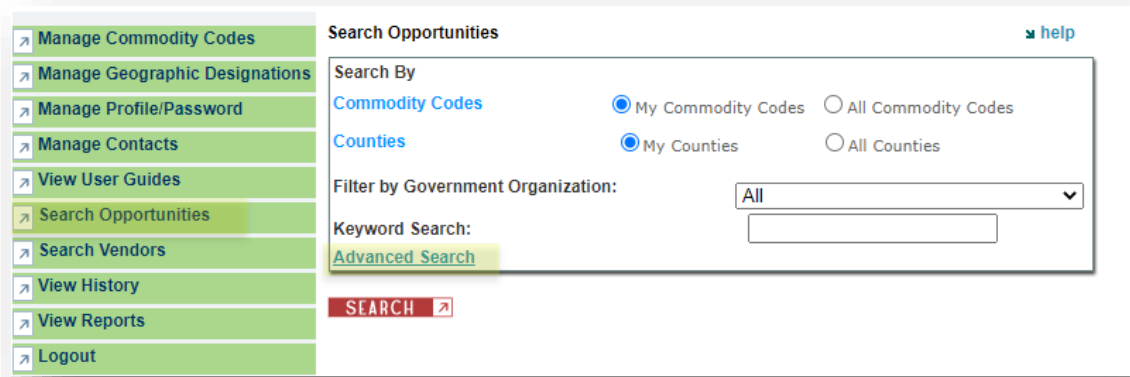 Manage Commodity Codes
Manage Geographic Designations
Manage Profile/Password
Manage Contacts
View User Guides
Search Opportunities
Search Vendors
View History
View Reports
Logout
Search Opportunities help
Search By
Commodity Codes My Commodity Codes All Commodity Codes
Counties My Counties All Counties
Filter by Government Organization: All
Keyword Search:
Advanced Search
SEARCH